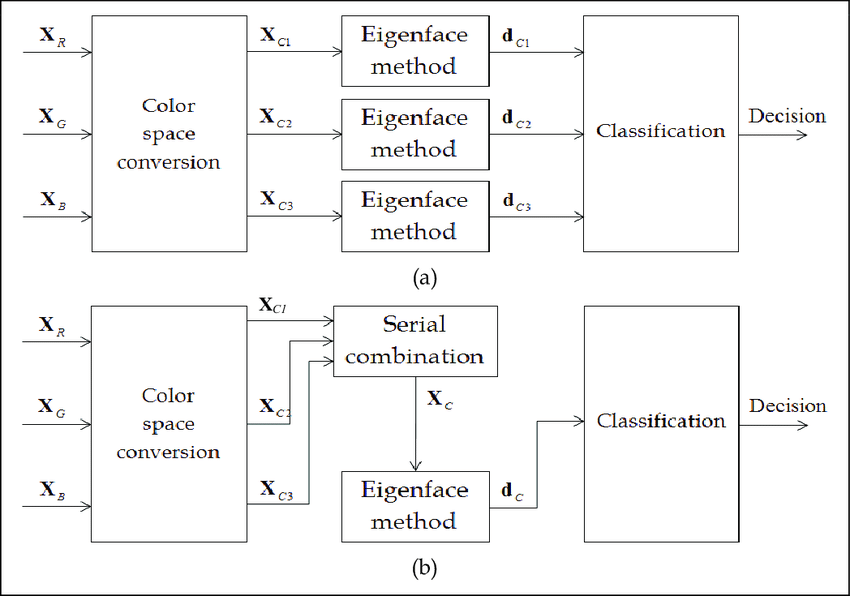 X_R
X_C1
Eigenface
method
d_C1
X_G
Color
space
conversion
X_C2
Eigenface
method
d_C2
Classification
Decision
X_B
X_C3
Eigenface
method
d_C3
(a)
X_R
X_CI
Serial
combination
X_G
Color
space
conversion
X_C2
X_C
Classification
Decision
X_B
X_C3
Eigenface
method
d_C
(b)